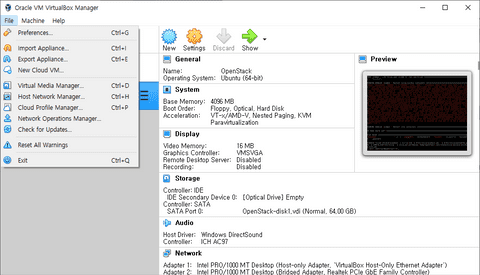 Oracle VM VirtualBox Manager
File Machine Help
Preferences... Ctrl+G
Import Appliance... Ctrl+I
Export Appliance... Ctrl+E
New Cloud VM...
Virtual Media Manager... Ctrl+D
Host Network Manager... Ctrl+H
Cloud Profile Manager... Ctrl+P
Network Operations Manager...
Check for Updates...
Reset All Warnings
Exit Ctrl+Q
New Settings Discard Show
General
Name: OpenStack
Operating System: Ubuntu (64-bit)
System
Base Memory: 4096 MB
Boot Order: Floppy, Optical, Hard Disk
Acceleration: VT-x/AMD-V, Nested Paging, KVM
Paravirtualization
Display
Video Memory: 16 MB
Graphics Controller: VMSVGA
Remote Desktop Server: Disabled
Recording: Disabled
Storage
Controller: IDE
IDE Secondary Device 0: [Optical Drive] Empty
Controller: SATA
SATA Port 0: OpenStack-disk1.vdi (Normal, 64.00 GB)
Audio
Host Driver: Windows DirectSound
Controller: ICH AC97
Network
Adapter 1: Intel PRO/1000 MT Desktop (Host-only Adapter, 'VirtualBox Host-Only Ethernet Adapter')
Adapter 2: Intel PRO/1000 MT Desktop (Bridged Adapter, Realtek PCIe GbE Family Controller)
Preview